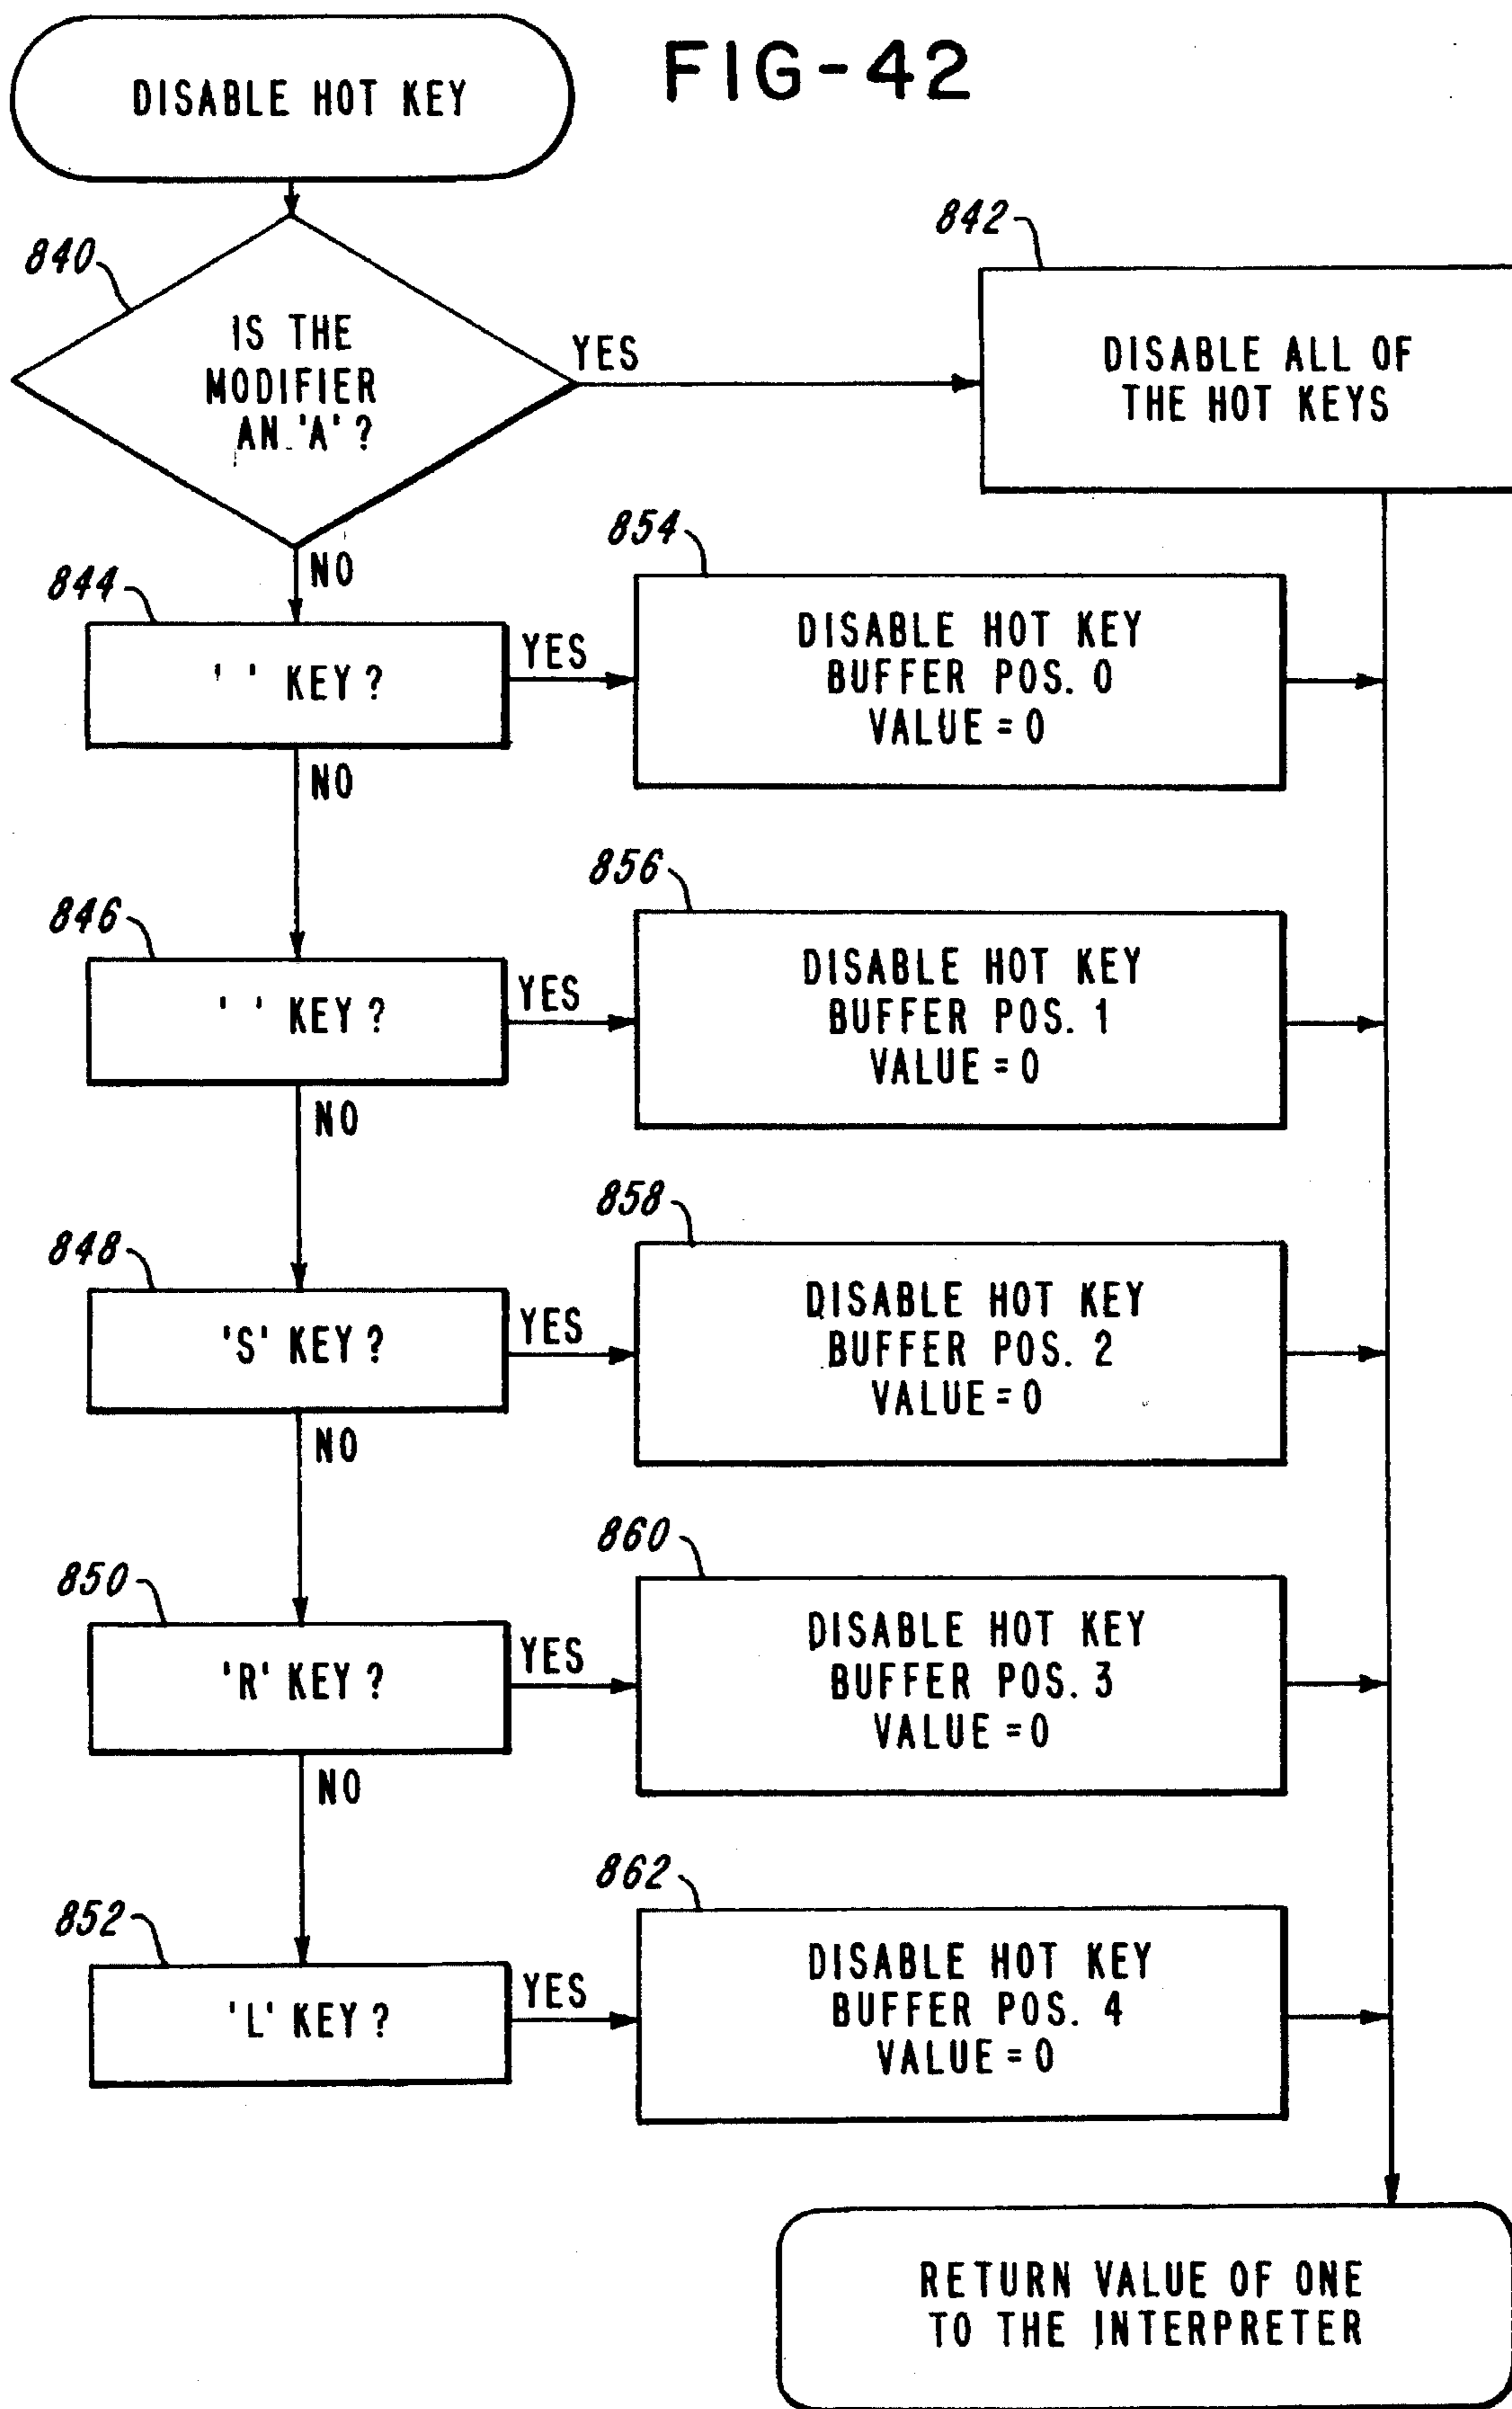 FIG-42
DISABLE HOT KEY
840
IS THE
MODIFIER
AN 'A'?
YES
842
DISABLE ALL OF
THE HOT KEYS
NO
844
' ' KEY?
YES
854
DISABLE HOT KEY
BUFFER POS. 0
VALUE = 0
NO
846
' ' KEY?
YES
856
DISABLE HOT KEY
BUFFER POS. 1
VALUE = 0
NO
848
'S' KEY?
YES
858
DISABLE HOT KEY
BUFFER POS. 2
VALUE = 0
NO
850
'R' KEY?
YES
860
DISABLE HOT KEY
BUFFER POS. 3
VALUE = 0
NO
852
'L' KEY?
YES
862
DISABLE HOT KEY
BUFFER POS. 4
VALUE = 0
RETURN VALUE OF ONE
TO THE INTERPRETER